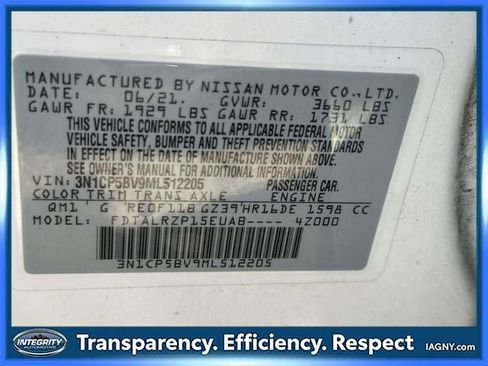 MANUFACTURED BY NISSAN MOTOR CO.,LTD.
DATE: 06/21. GVWR: 3660 LBS
GAWR FR: 1929 LBS GAWR RR: 1731 LBS
THIS VEHICLE CONFORMS TO ALL APPLICABLE FEDERAL MOTOR
VEHICLE SAFETY, BUMPER AND THEFT PREVENTION STANDARDS
IN EFFECT ON THE DATE OF MANUFACTURE SHOWN ABOVE.
SEE OWNER'S MANUAL FOR ADDITIONAL INFORMATION
VIN: 3N1CP5BV9ML512205 PASSENGER CAR.
COLOR TRIM TRANS AXLE ENGINE
QM1 G RE0F11B GZ39 HR16DE 1598 CC
MODEL: FDTALRZP15EUAB---- 4Z000
3N1CP5BV9ML512205
INTEGRITY
AUTOMOTIVE
Transparency. Efficiency. Respect
IAGNY.com